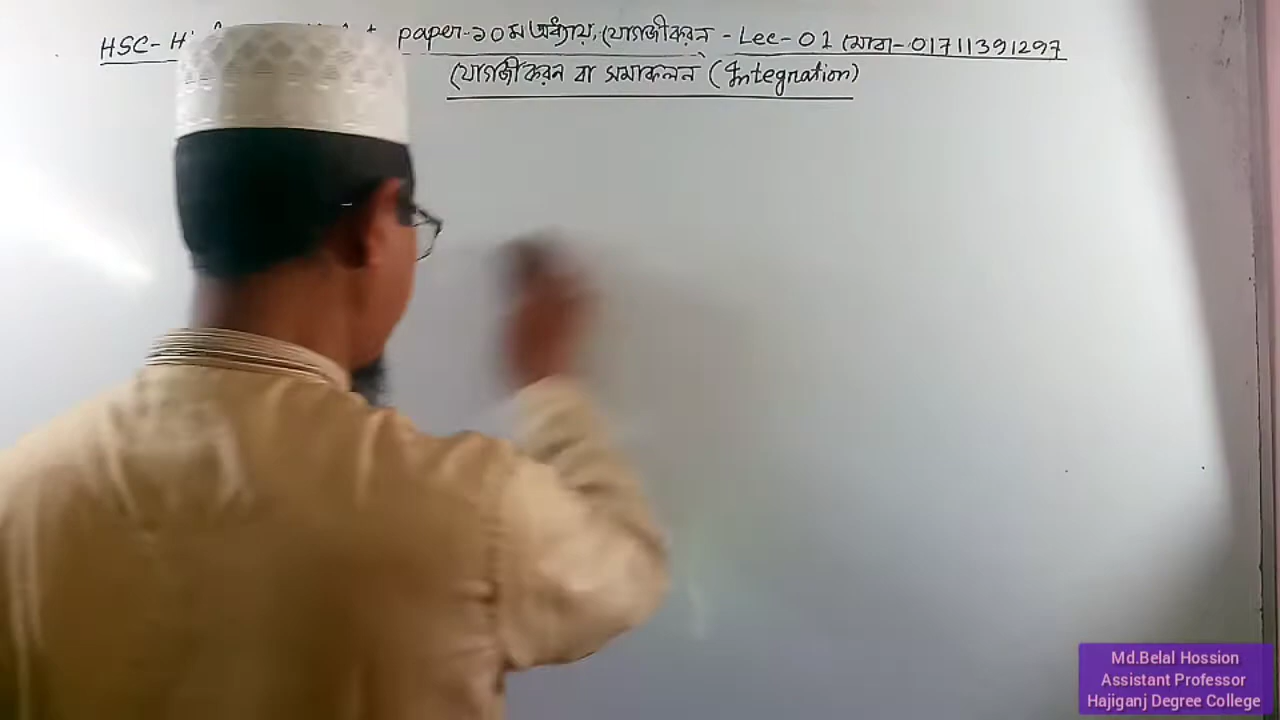 HSC- paper-১০ম অধ্যায়, যোগজীকরন - Lec-01 মোবা-01711391297
যোগজীকরন বা সমাকলন (Integration)
Md.Belal Hossion
Assistant Professor
Hajiganj Degree College